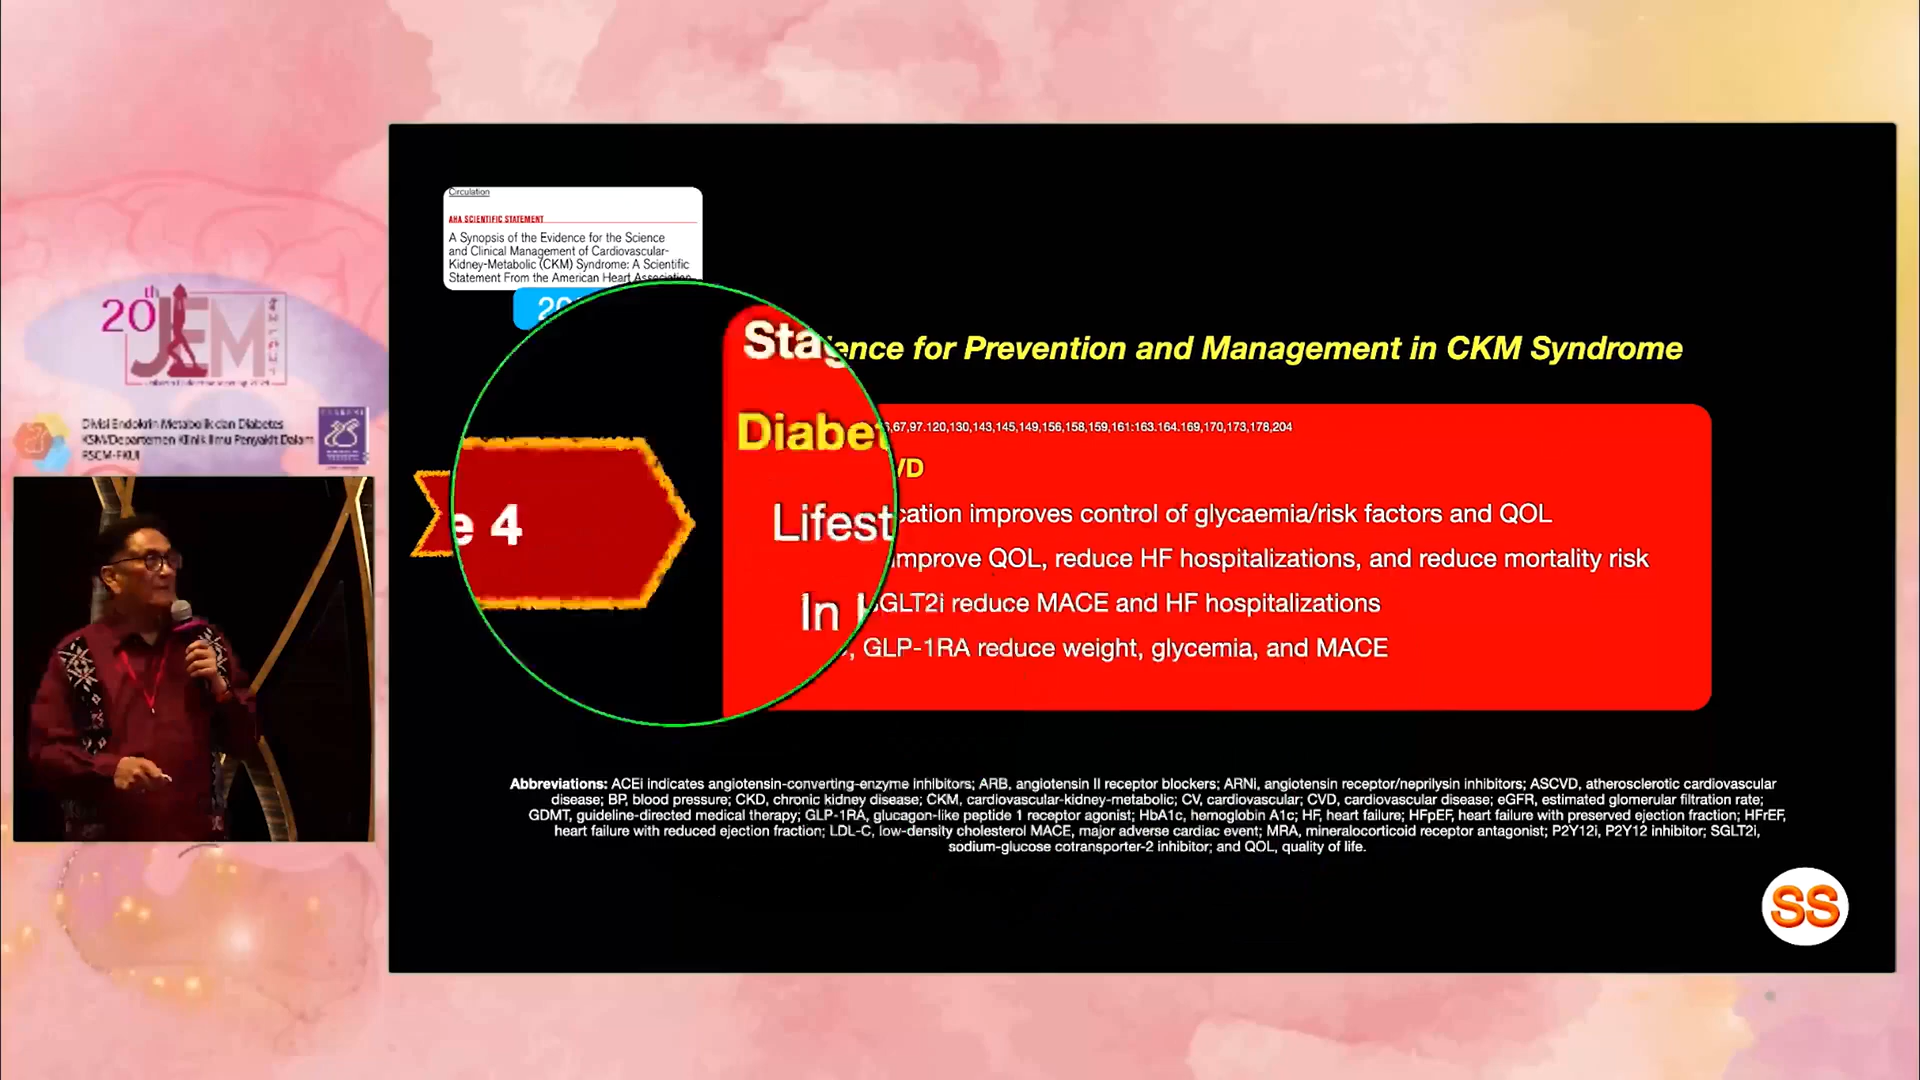 20th
JEM
Divisi Endokrin Metabolik dan Diabetes
KSM/Departemen Klinik Ilmu Penyakit Dalam
RSCM-FKUI
Circulation
AHA SCIENTIFIC STATEMENT
A Synopsis of the Evidence for the Science
and Clinical Management of Cardiovascular-
Kidney-Metabolic (CKM) Syndrome: A Scientific
Statement From the American Heart Association
20
ence for Prevention and Management in CKM Syndrome
Stag
Diabet
,67,97.120,130,143,145,149,156,158,159,161:163.164.169,170,173,178,204
VD
e 4
Lifest
cation improves control of glycaemia/risk factors and QOL
improve QOL, reduce HF hospitalizations, and reduce mortality risk
In
SGLT2i reduce MACE and HF hospitalizations
, GLP-1RA reduce weight, glycemia, and MACE
Abbreviations: ACEi indicates angiotensin-converting-enzyme inhibitors; ARB, angiotensin II receptor blockers; ARNi, angiotensin receptor/neprilysin inhibitors; ASCVD, atherosclerotic cardiovascular
disease; BP, blood pressure; CKD, chronic kidney disease; CKM, cardiovascular-kidney-metabolic; CV, cardiovascular; CVD, cardiovascular disease; eGFR, estimated glomerular filtration rate;
GDMT, guideline-directed medical therapy; GLP-1RA, glucagon-like peptide 1 receptor agonist; HbA1c, hemoglobin A1c; HF, heart failure; HFpEF, heart failure with preserved ejection fraction; HFrEF,
heart failure with reduced ejection fraction; LDL-C, low-density cholesterol MACE, major adverse cardiac event; MRA, mineralocorticoid receptor antagonist; P2Y12i, P2Y12 inhibitor; SGLT2i,
sodium-glucose cotransporter-2 inhibitor; and QOL, quality of life.
SS